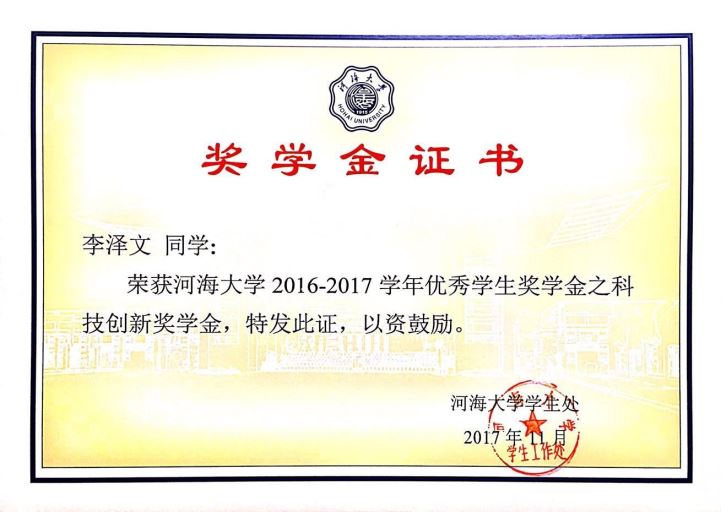 河海大学
HOHAI UNIVERSITY
1915
奖学金证书
李泽文 同学:
荣获河海大学 2016-2017 学年优秀学生奖学金之科
技创新奖学金，特发此证，以资鼓励。
河海大学学生处
2017 年 11 月
学生工作处